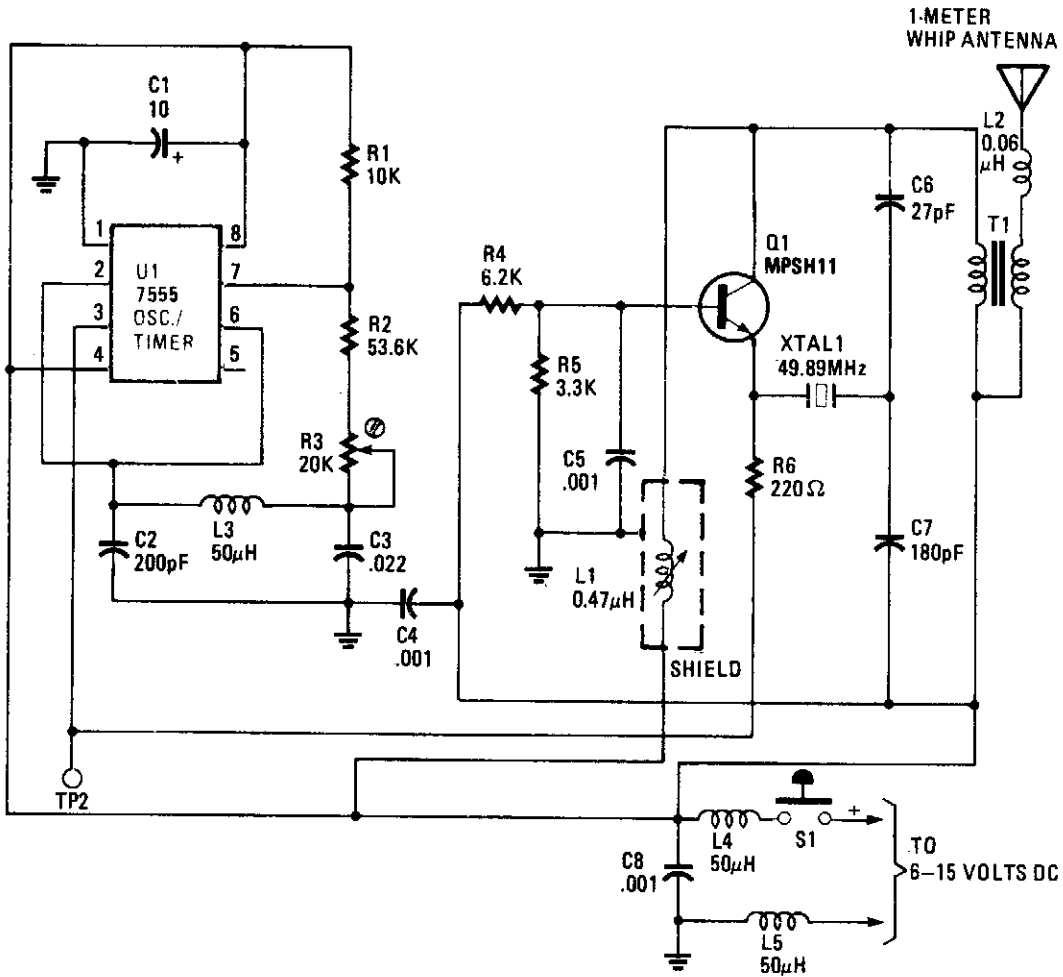 1-METER
WHIP ANTENNA
C1
10
+
R1
10K
L2
0.06
μH
C6
27pF
T1
1
2
3
4
8
7
6
5
U1
7555
OSC./
TIMER
R4
6.2K
Q1
MPSH11
R2
53.6K
XTAL1
49.89MHz
R5
3.3K
R3
20K
C5
.001
R6
220Ω
L3
50μH
C2
200pF
C3
.022
C7
180pF
L1
0.47μH
C4
.001
SHIELD
TP2
L4
50μH
S1
+
TO
6–15 VOLTS DC
C8
.001
L5
50μH